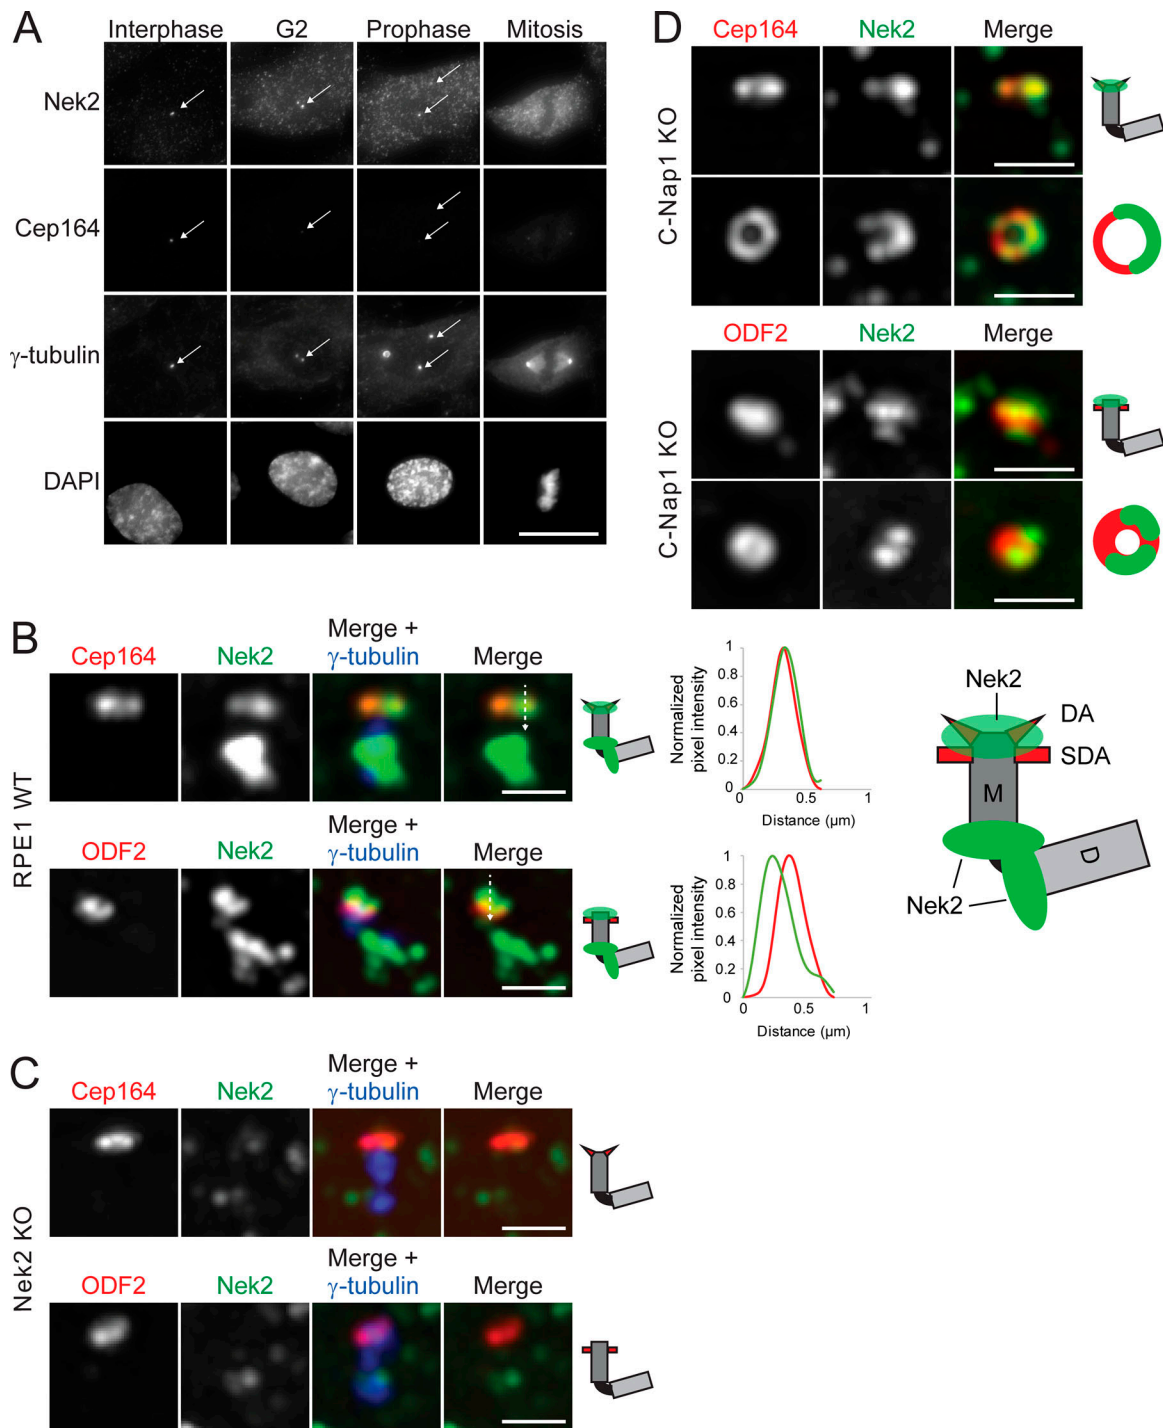 A
Interphase G2 Prophase Mitosis
Nek2
Cep164
γ-tubulin
DAPI
B
RPE1 WT
Cep164 Nek2 Merge +
γ-tubulin Merge
ODF2 Nek2 Merge +
γ-tubulin Merge
Normalized
pixel intensity
1
0.8
0.6
0.4
0.2
0
0 0.5 1
Distance (µm)
Normalized
pixel intensity
1
0.8
0.6
0.4
0.2
0
0 0.5 1
Distance (µm)
Nek2
DA
SDA
M
D
Nek2
C
Nek2 KO
Cep164 Nek2 Merge +
γ-tubulin Merge
ODF2 Nek2 Merge +
γ-tubulin Merge
D
C-Nap1 KO
Cep164 Nek2 Merge
C-Nap1 KO
ODF2 Nek2 Merge